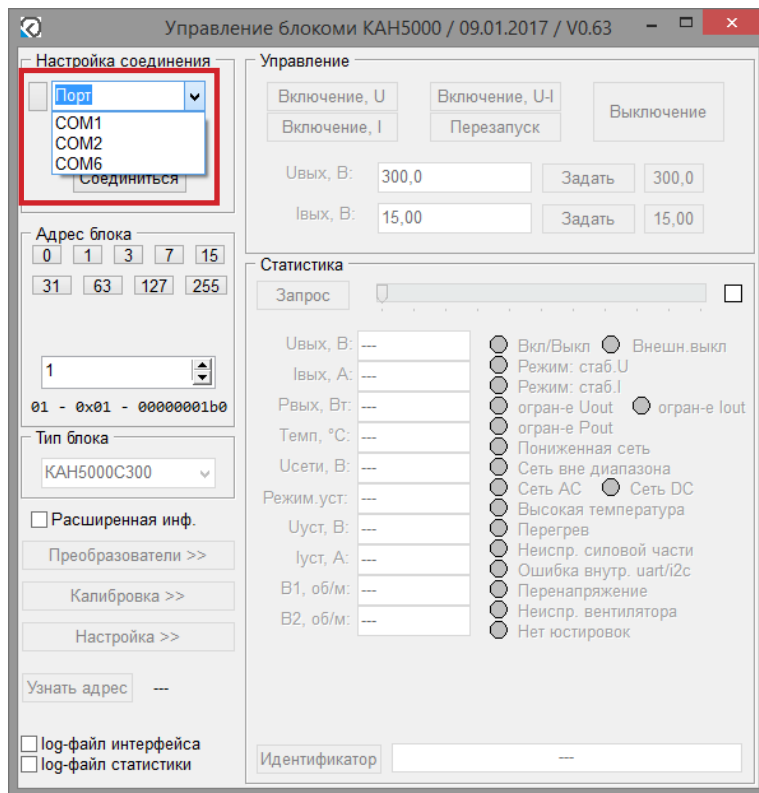 Управление блокоми КАН5000 / 09.01.2017 / V0.63
Настройка соединения
Порт
COM1
COM2
COM6
Соединиться
Адрес блока
0 1 3 7 15
31 63 127 255
1
01 - 0x01 - 00000001b0
Тип блока
КАН5000С300
Расширенная инф.
Преобразователи >>
Калибровка >>
Настройка >>
Узнать адрес ---
log-файл интерфейса
log-файл статистики
Управление
Включение, U Включение, U-I Выключение
Включение, I Перезапуск
Uвых, В: 300,0 Задать 300,0
Iвых, В: 15,00 Задать 15,00
Статистика
Запрос
Uвых, В: ---
Iвых, А: ---
Pвых, Вт: ---
Темп, °C: ---
Uсети, В: ---
Режим.уст: ---
Uуст, В: ---
Iуст, А: ---
В1, об/м: ---
В2, об/м: ---
Вкл/Выкл Внешн.выкл
Режим: стаб.U
Режим: стаб.I
огран-е Uout огран-е Iout
огран-е Pout
Пониженная сеть
Сеть вне диапазона
Сеть AC Сеть DC
Высокая температура
Перегрев
Неиспр. силовой части
Ошибка внутр. uart/i2c
Перенапряжение
Неиспр. вентилятора
Нет юстировок
Идентификатор ---